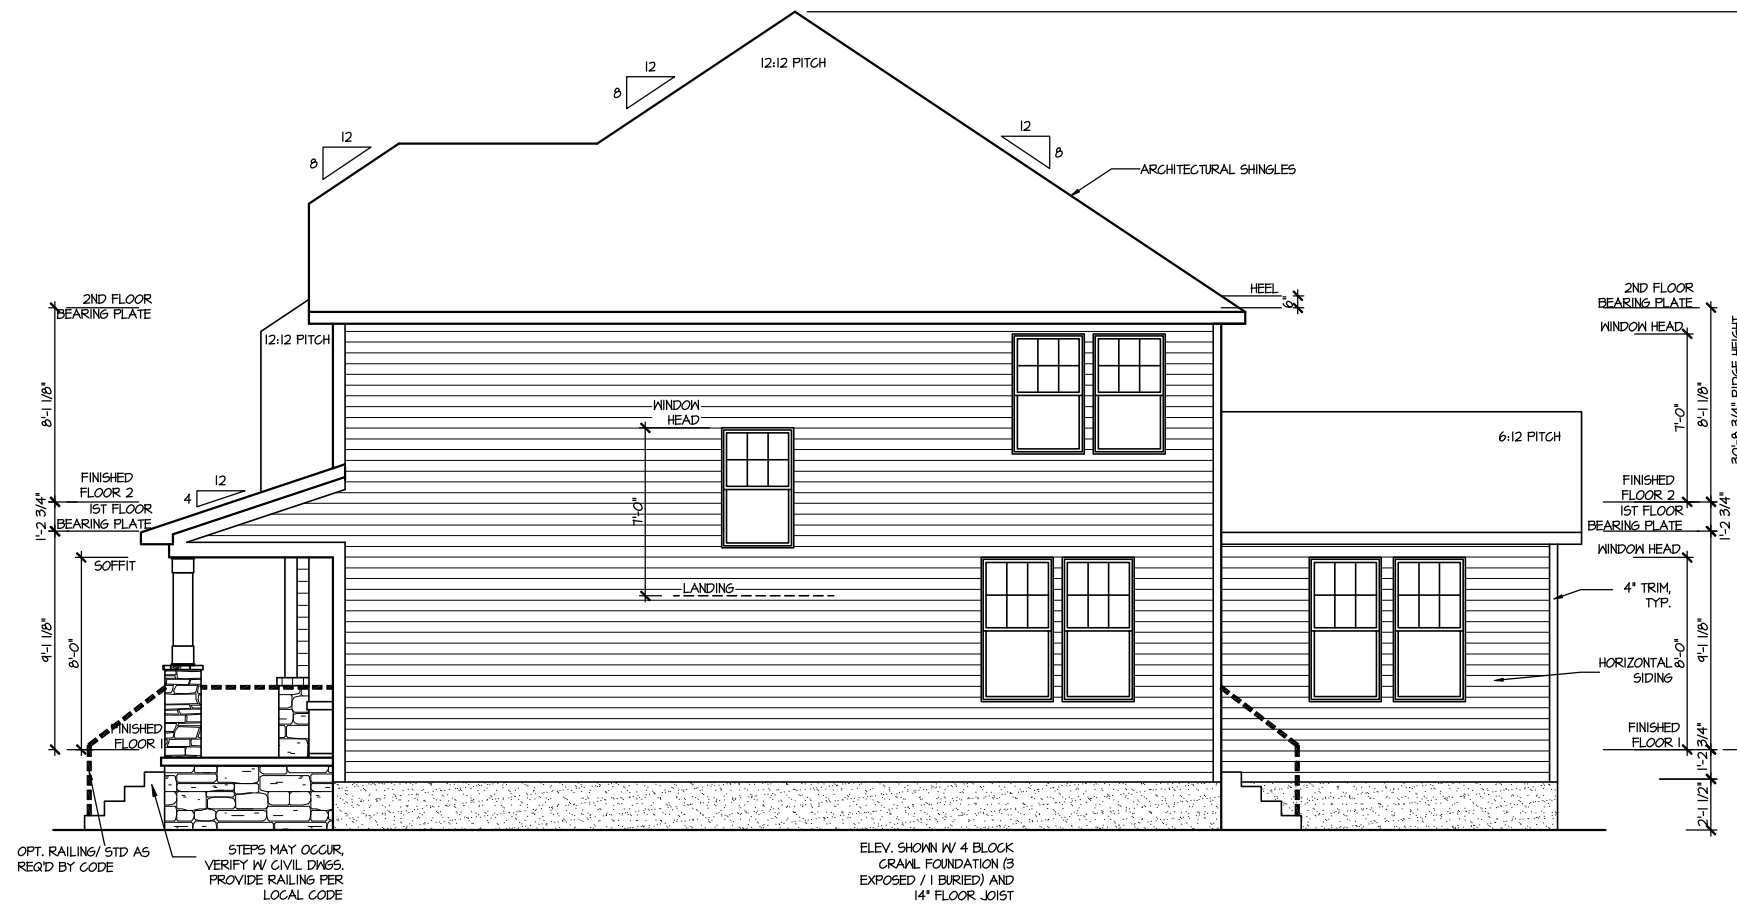 12:12 PITCH
12
8
12
8
12
8
ARCHITECTURAL SHINGLES
2ND FLOOR
BEARING PLATE
12:12 PITCH
HEEL
6"
2ND FLOOR
BEARING PLATE
WINDOW HEAD
8'-1 1/8"
WINDOW
HEAD
7'-0"
7'-0"
8'-1 1/8"
30'-8 3/4" RIDGE HEIGHT
6:12 PITCH
FINISHED
FLOOR 2
1ST FLOOR
BEARING PLATE
1'-2 3/4"
12
4
FINISHED
FLOOR 2
1ST FLOOR
BEARING PLATE
1'-2 3/4"
WINDOW HEAD
SOFFIT
LANDING
4" TRIM,
TYP.
9'-1 1/8"
8'-0"
8'-0"
9'-1 1/8"
HORIZONTAL
SIDING
FINISHED
FLOOR 1
FINISHED
FLOOR 1
1'-2 3/4"
2'-1 1/2"
OPT. RAILING/ STD AS
REQ'D BY CODE
STEPS MAY OCCUR,
VERIFY W/ CIVIL DWGS.
PROVIDE RAILING PER
LOCAL CODE
ELEV. SHOWN W/ 4 BLOCK
CRAWL FOUNDATION (3
EXPOSED / 1 BURIED) AND
14" FLOOR JOIST